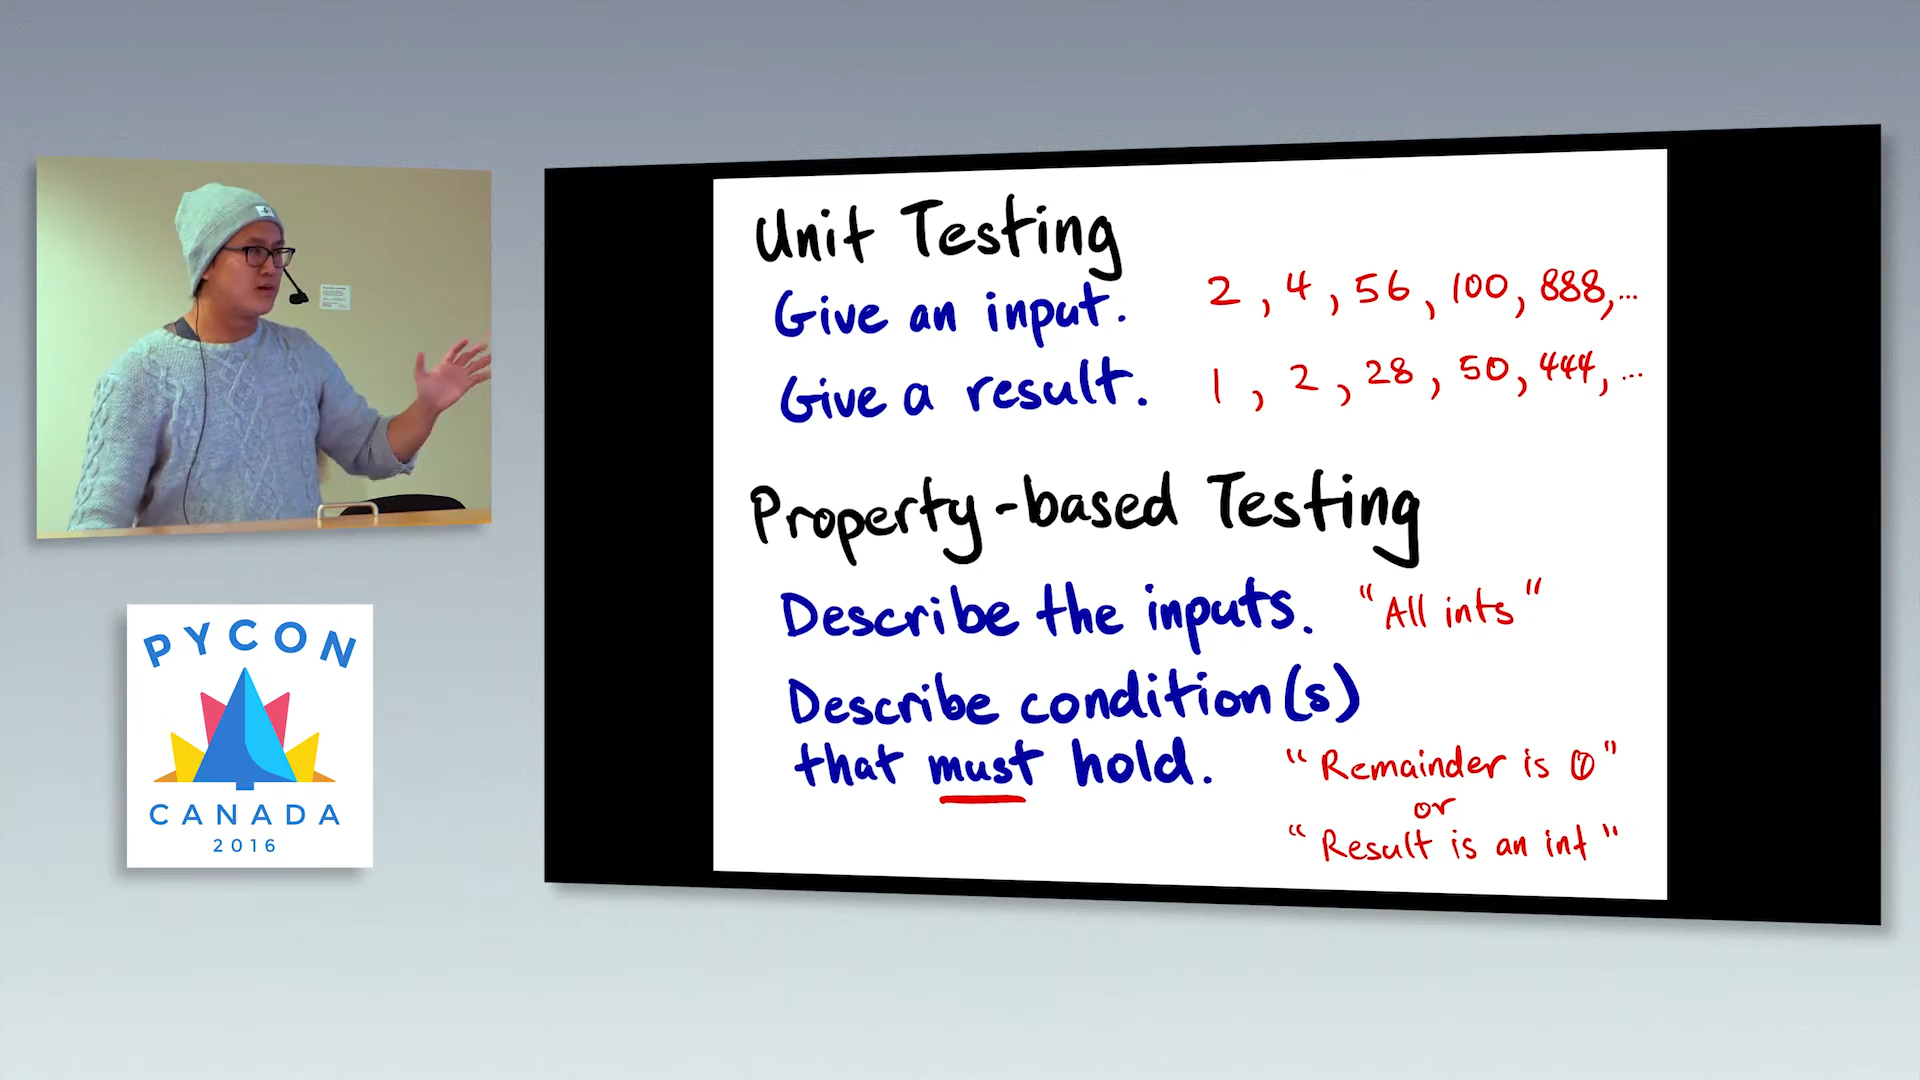 Unit Testing
Give an input. 2, 4, 56, 100, 888, ...
Give a result. 1, 2, 28, 50, 444, ...
Property-based Testing
Describe the inputs. "All ints"
Describe condition(s)
that must hold. "Remainder is 0"
or
"Result is an int"
PYCON
CANADA
2016